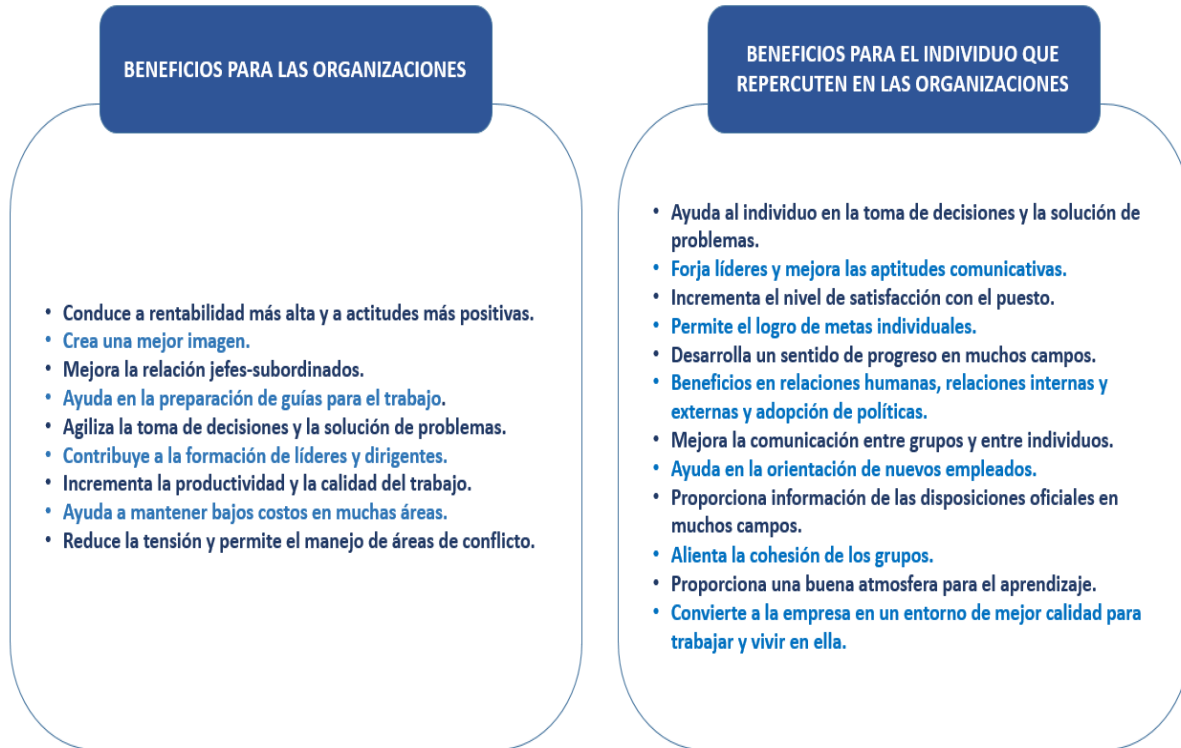 BENEFICIOS PARA LAS ORGANIZACIONES
• Conduce a rentabilidad más alta y a actitudes más positivas.
• Crea una mejor imagen.
• Mejora la relación jefes-subordinados.
• Ayuda en la preparación de guías para el trabajo.
• Agiliza la toma de decisiones y la solución de problemas.
• Contribuye a la formación de líderes y dirigentes.
• Incrementa la productividad y la calidad del trabajo.
• Ayuda a mantener bajos costos en muchas áreas.
• Reduce la tensión y permite el manejo de áreas de conflicto.
BENEFICIOS PARA EL INDIVIDUO QUE
REPERCUTEN EN LAS ORGANIZACIONES
• Ayuda al individuo en la toma de decisiones y la solución de
problemas.
• Forja líderes y mejora las aptitudes comunicativas.
• Incrementa el nivel de satisfacción con el puesto.
• Permite el logro de metas individuales.
• Desarrolla un sentido de progreso en muchos campos.
• Beneficios en relaciones humanas, relaciones internas y
externas y adopción de políticas.
• Mejora la comunicación entre grupos y entre individuos.
• Ayuda en la orientación de nuevos empleados.
• Proporciona información de las disposiciones oficiales en
muchos campos.
• Alienta la cohesión de los grupos.
• Proporciona una buena atmosfera para el aprendizaje.
• Convierte a la empresa en un entorno de mejor calidad para
trabajar y vivir en ella.